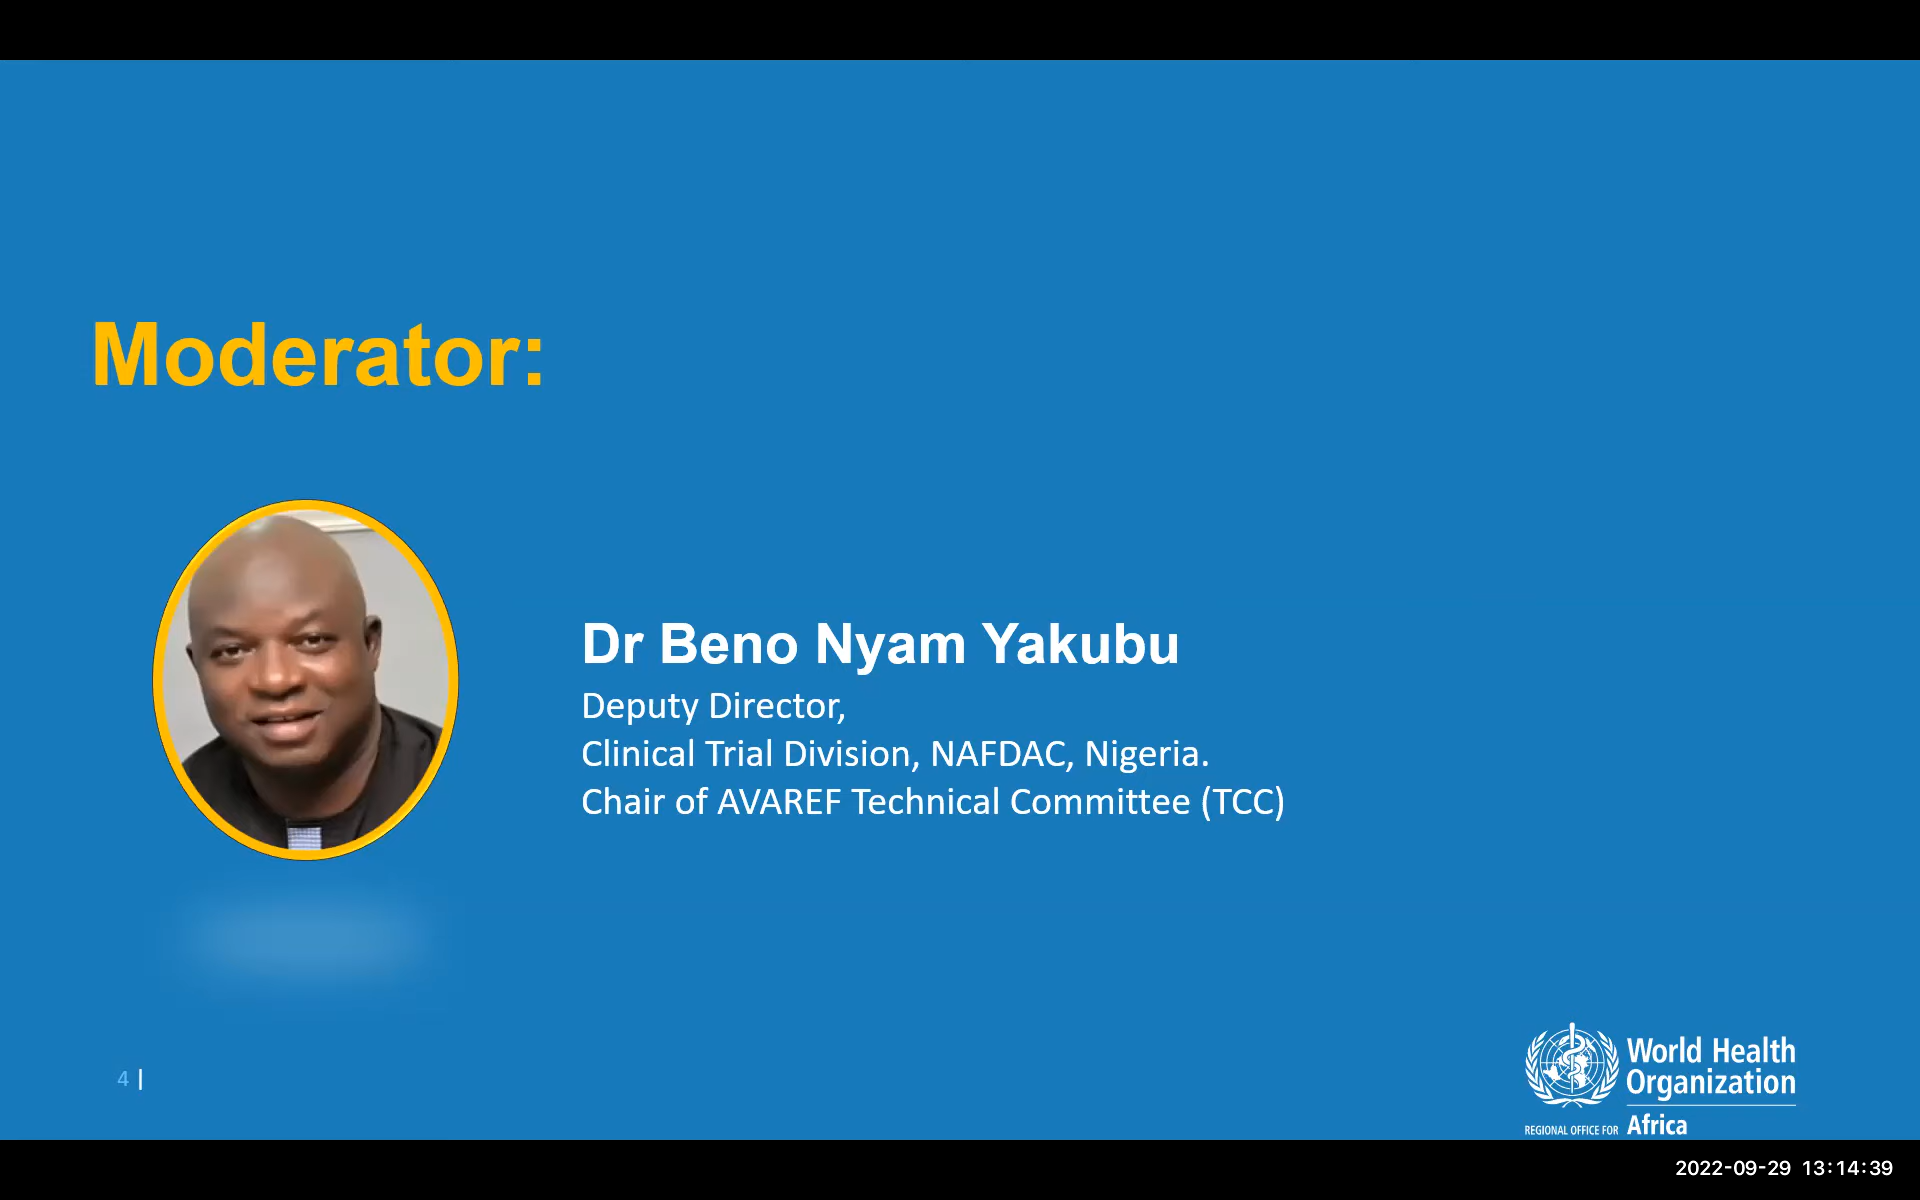 Moderator:
Dr Beno Nyam Yakubu
Deputy Director,
Clinical Trial Division, NAFDAC, Nigeria.
Chair of AVAREF Technical Committee (TCC)
4 |
World Health
Organization
REGIONAL OFFICE FOR Africa
2022-09-29 13:14:39